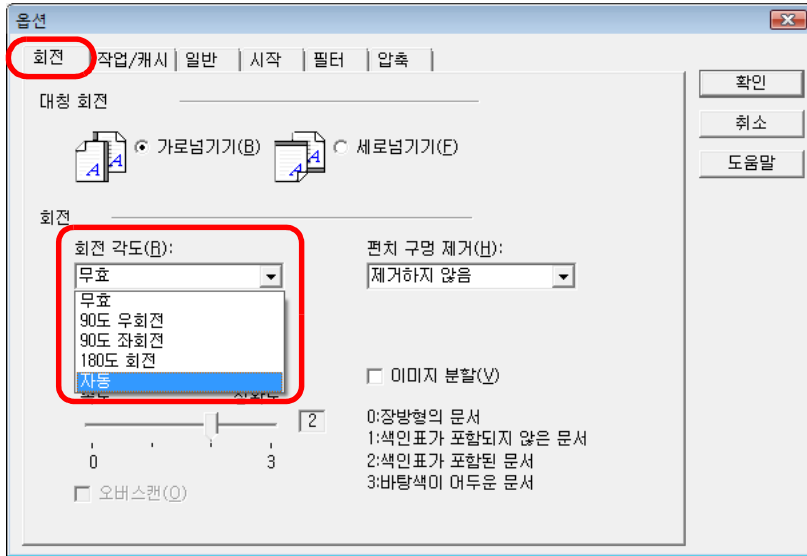 옵션
회전 작업/캐시 일반 시작 필터 압축
확인
취소
도움말
대칭 회전
가로넘기기(B) 세로넘기기(F)
회전
회전 각도(R): 펀치 구멍 제거(H):
무효 제거하지 않음
무효
90도 우회전
90도 좌회전
180도 회전
자동
이미지 분할(V)
2
0 3
0:장방형의 문서
1:색인표가 포함되지 않은 문서
2:색인표가 포함된 문서
3:바탕색이 어두운 문서
오버스캔(O)